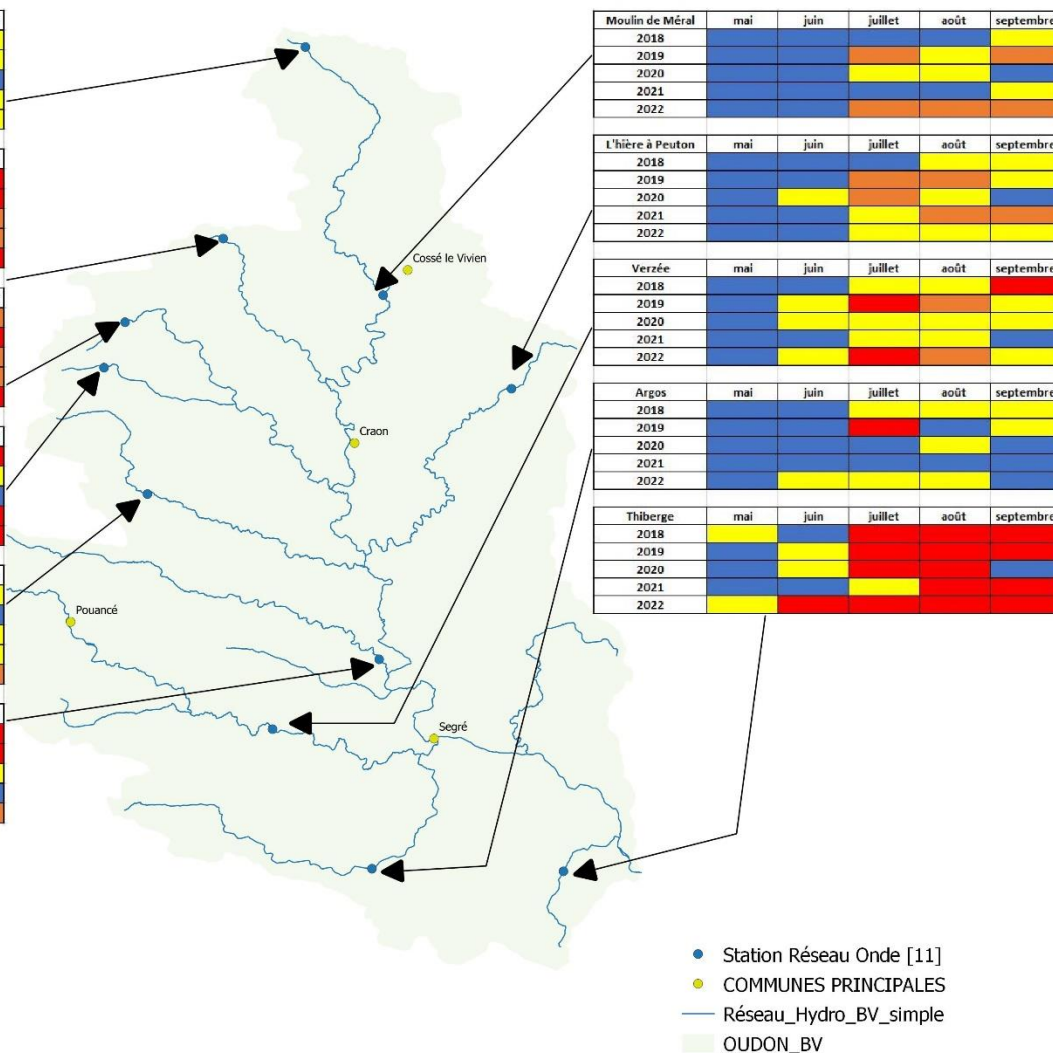 Moulin de Méral mai juin juillet août septembre
2018
2019
2020
2021
2022
L'hière à Peuton mai juin juillet août septembre
2018
2019
2020
2021
2022
Verzée mai juin juillet août septembre
2018
2019
2020
2021
2022
Argos mai juin juillet août septembre
2018
2019
2020
2021
2022
Thiberge mai juin juillet août septembre
2018
2019
2020
2021
2022
Cossé le Vivien
Craon
Pouancé
Segré
Station Réseau Onde [11]
COMMUNES PRINCIPALES
Réseau_Hydro_BV_simple
OUDON_BV